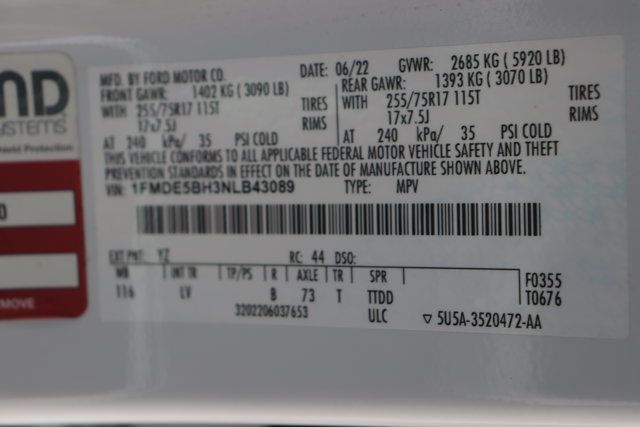 ND
SYSTEMS
Shield Protection
0
MOVE
MFD. BY FORD MOTOR CO.
DATE: 06/22
GVWR: 2685 KG ( 5920 LB)
FRONT GAWR: 1402 KG ( 3090 LB)
REAR GAWR: 1393 KG ( 3070 LB)
WITH 255/75R17 115T TIRES
WITH 255/75R17 115T TIRES
17x7.5J RIMS
17x7.5J RIMS
AT 240 kPa/ 35 PSI COLD
AT 240 kPa/ 35 PSI COLD
THIS VEHICLE CONFORMS TO ALL APPLICABLE FEDERAL MOTOR VEHICLE SAFETY AND THEFT
PREVENTION STANDARDS IN EFFECT ON THE DATE OF MANUFACTURE SHOWN ABOVE.
VIN: 1FMDE5BH3NLB43089 TYPE: MPV
EXT PNT: YZ RC: 44 DSO:
WB INT TR TP/PS R AXLE TR SPR
116 LV B 73 T TTDD
3202206037653 ULC
F0355
T0676
▽ 5U5A-3520472-AA